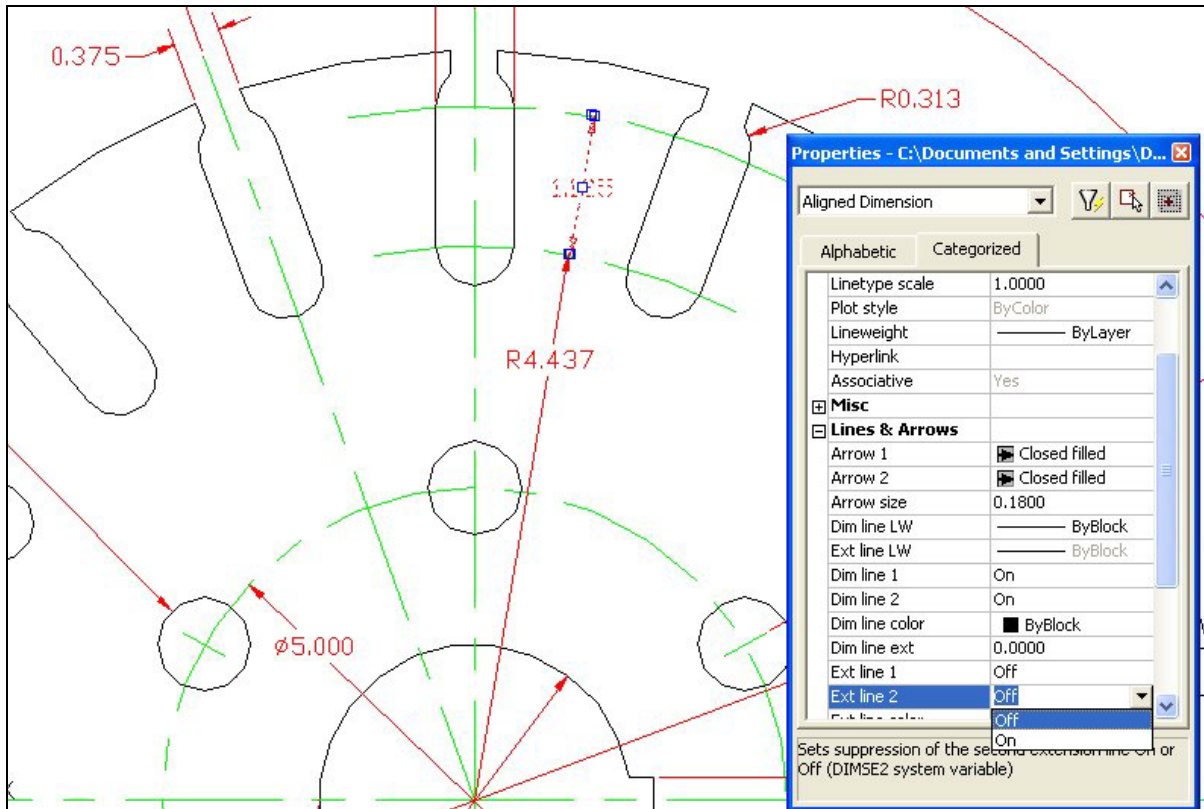 0.375
R0.313
R4.437
ø5.000
Properties - C:\Documents and Settings\D...
Aligned Dimension
Alphabetic
Categorized
Linetype scale 1.0000
Plot style ByColor
Lineweight ByLayer
Hyperlink
Associative Yes
Misc
Lines & Arrows
Arrow 1 Closed filled
Arrow 2 Closed filled
Arrow size 0.1800
Dim line LW ByBlock
Ext line LW ByBlock
Dim line 1 On
Dim line 2 On
Dim line color ByBlock
Dim line ext 0.0000
Ext line 1 Off
Ext line 2 Off
Off
On
Sets suppression of the second extension line On or
Off (DIMSE2 system variable)